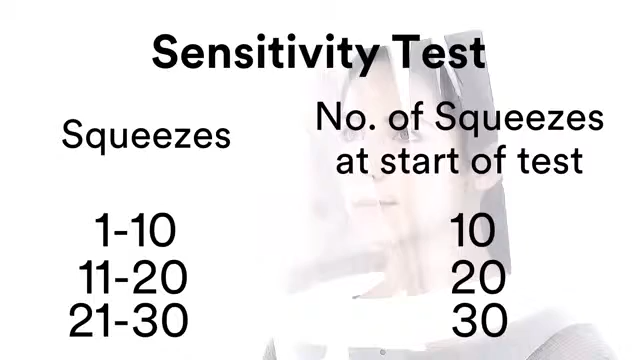 Sensitivity Test
Squeezes
No. of Squeezes
at start of test
1-10 10
11-20 20
21-30 30